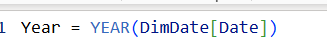 1 Year = YEAR(DimDate[Date])